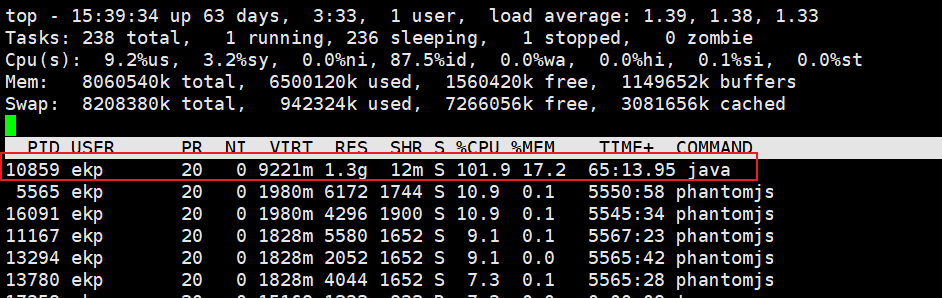 top - 15:39:34 up 63 days,  3:33,  1 user,  load average: 1.39, 1.38, 1.33
Tasks: 238 total,   1 running, 236 sleeping,   1 stopped,   0 zombie
Cpu(s):  9.2%us,  3.2%sy,  0.0%ni, 87.5%id,  0.0%wa,  0.0%hi,  0.1%si,  0.0%st
Mem:   8060540k total,  6500120k used,  1560420k free,  1149652k buffers
Swap:  8208380k total,   942324k used,  7266056k free,  3081656k cached
PID USER      PR  NI  VIRT  RES  SHR S %CPU %MEM    TIME+  COMMAND
10859 ekp       20   0 9221m 1.3g  12m S 101.9 17.2  65:13.95 java
5565 ekp       20   0 1980m 6172 1744 S 10.9  0.1   5550:58 phantomjs
16091 ekp       20   0 1980m 4296 1900 S 10.9  0.1   5545:34 phantomjs
11167 ekp       20   0 1828m 5580 1652 S  9.1  0.1   5567:23 phantomjs
13294 ekp       20   0 1828m 2052 1652 S  9.1  0.0   5565:42 phantomjs
13780 ekp       20   0 1828m 4044 1652 S  7.3  0.1   5565:28 phantomjs